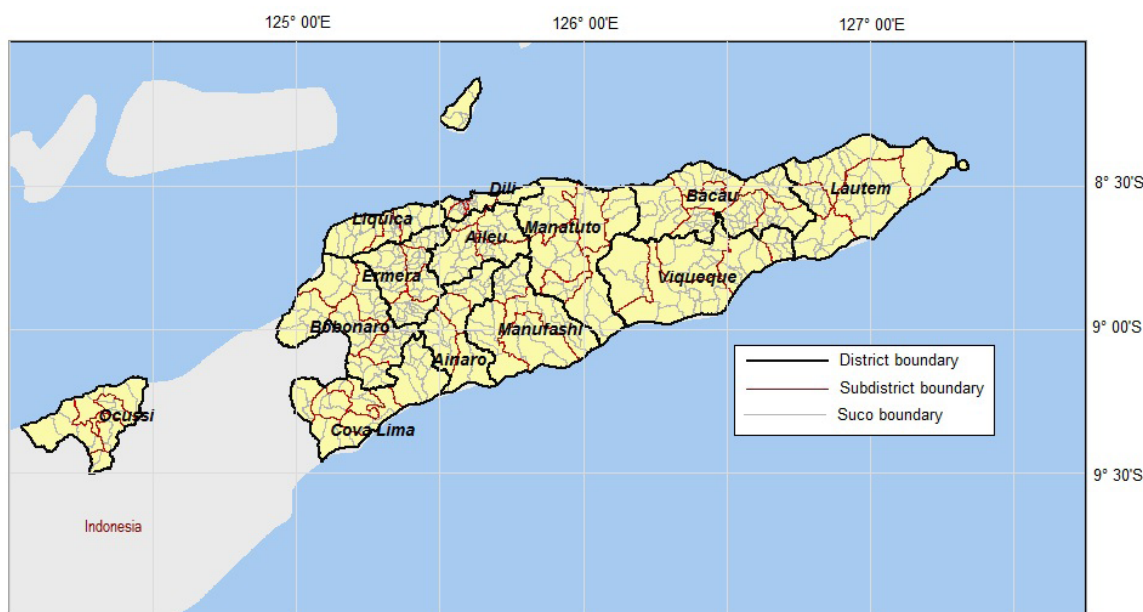 125° 00'E
126° 00'E
127° 00'E
8° 30'S
9° 00'S
9° 30'S
Dili
Bacau
Lautem
Liquica
Manatuto
Aileu
Ermera
Viqueque
Bobonaro
Manufashi
Ainaro
Ocussi
Cova Lima
District boundary
Subdistrict boundary
Suco boundary
Indonesia